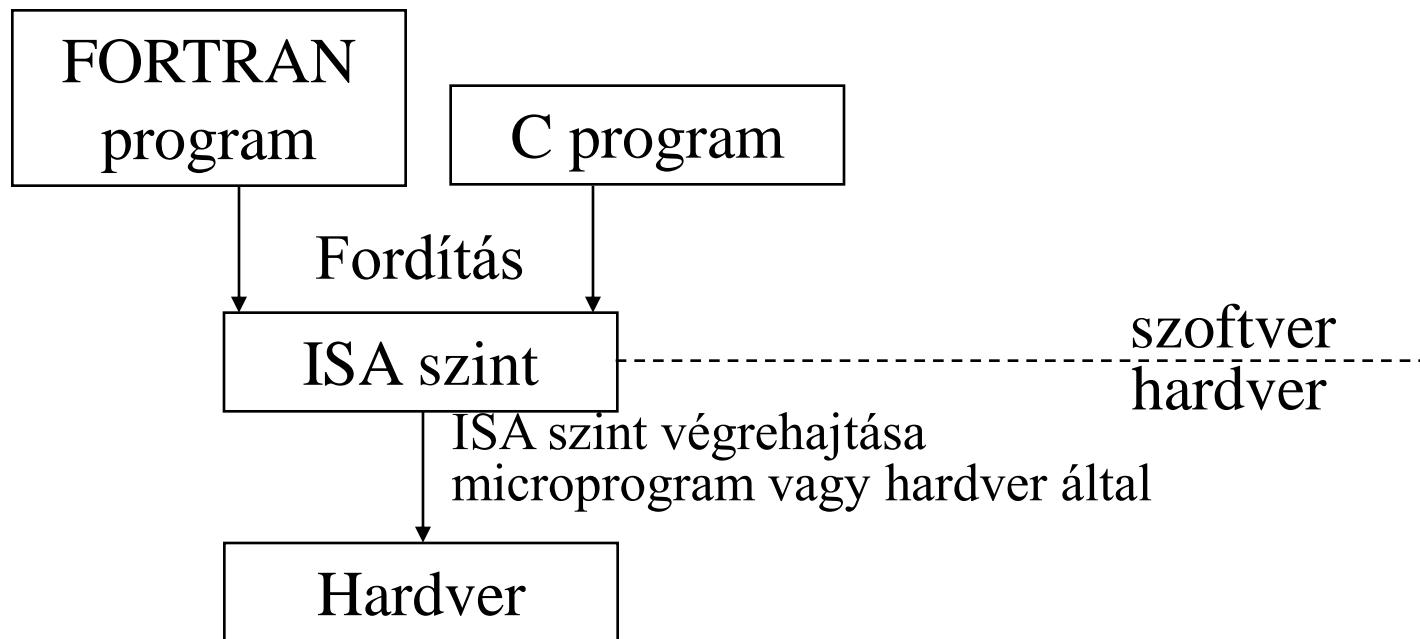 FORTRAN
program
C program
Fordítás
ISA szint
szoftver
hardver
ISA szint végrehajtása
microprogram vagy hardver által
Hardver